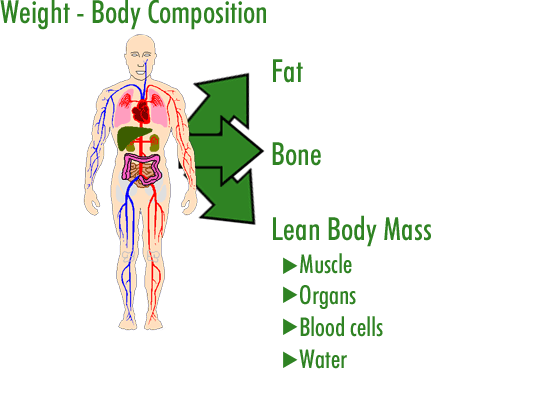 Weight - Body Composition
Fat
Bone
Lean Body Mass
Muscle
Organs
Blood cells
Water